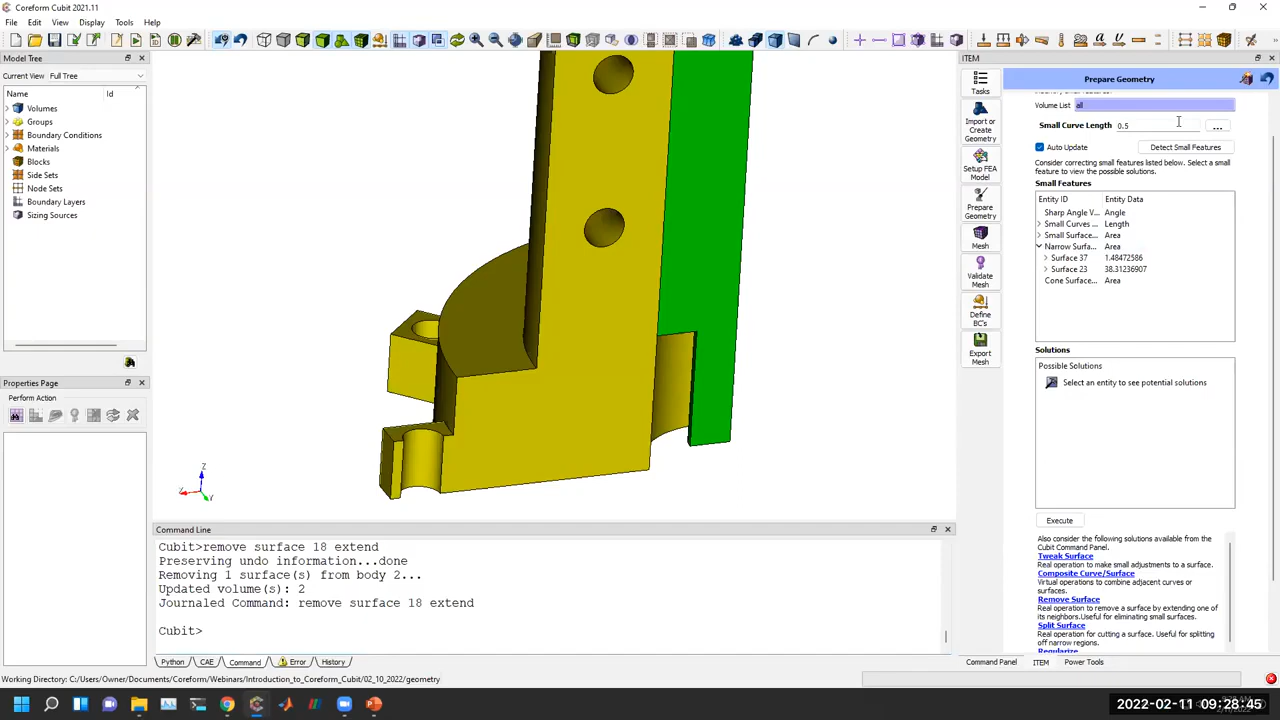 Coreform Cubit 2021.11
File Edit View Display Tools Help
Model Tree
Current View Full Tree
Name Id
Volumes
Groups
Boundary Conditions
Materials
Blocks
Side Sets
Node Sets
Boundary Layers
Sizing Sources
Properties Page
Perform Action
Z
Y
Command Line
Cubit>remove surface 18 extend
Preserving undo information...done
Removing 1 surface(s) from body 2...
Updated volume(s): 2
Journaled Command: remove surface 18 extend
Cubit>
Python CAE Command Error History
Working Directory: C:/Users/Owner/Documents/Coreform/Webinars/Introduction_to_Coreform_Cubit/02_10_2022/geometry
ITEM
Tasks
Import or Create Geometry
Setup FEA Model
Prepare Geometry
Mesh
Validate Mesh
Define BC's
Export Mesh
Prepare Geometry
Volume List all
Small Curve Length 0.5 ...
Auto Update Detect Small Features
Consider correcting small features listed below. Select a small
feature to view the possible solutions.
Small Features
Entity ID Entity Data
Sharp Angle V... Angle
Small Curves ... Length
Small Surface... Area
Narrow Surfa... Area
Surface 37 1.48472586
Surface 23 38.31236907
Cone Surface... Area
Solutions
Possible Solutions
Select an entity to see potential solutions
Execute
Also consider the following solutions available from the
Cubit Command Panel.
Tweak Surface
Real operation to make small adjustments to a surface.
Composite Curve/Surface
Virtual operations to combine adjacent curves or
surfaces.
Remove Surface
Real operation to remove a surface by extending one of
its neighbors.Useful for eliminating small surfaces.
Split Surface
Real operation for cutting a surface. Useful for splitting
off narrow regions.
Regularize
Command Panel ITEM Power Tools
2022-02-11 09:28:45